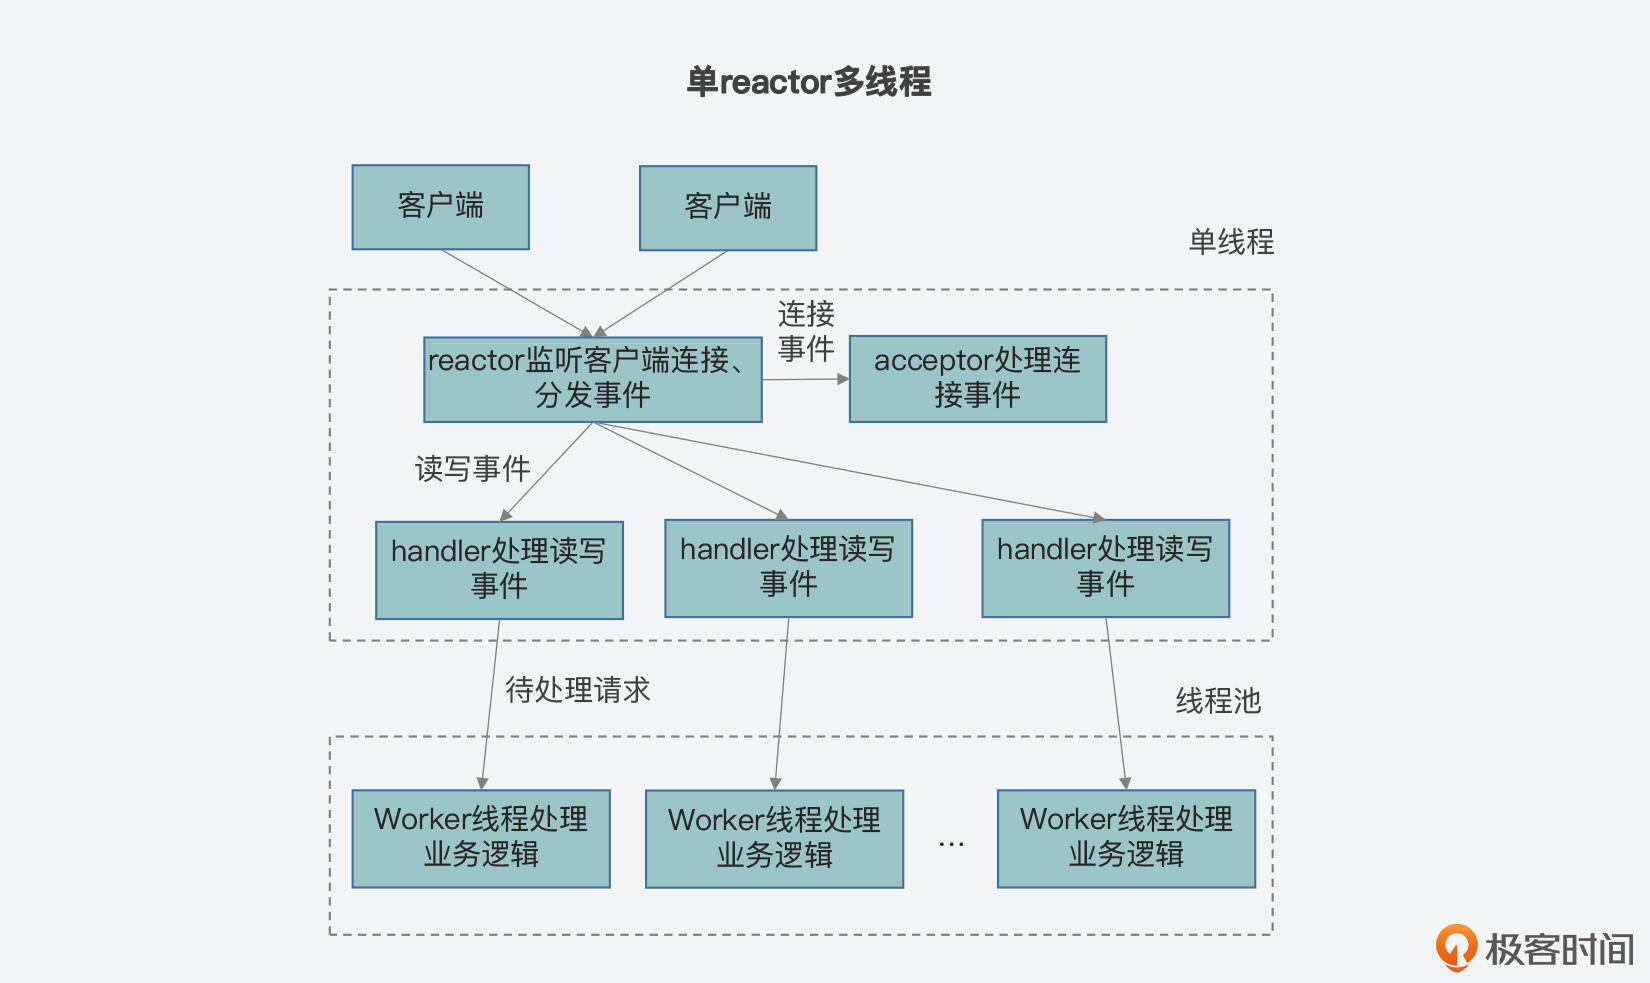 单reactor多线程
客户端
客户端
单线程
连接
事件
reactor监听客户端连接、
分发事件
acceptor处理连
接事件
读写事件
handler处理读写
事件
handler处理读写
事件
handler处理读写
事件
待处理请求
线程池
Worker线程处理
业务逻辑
Worker线程处理
业务逻辑
...
Worker线程处理
业务逻辑
极客时间